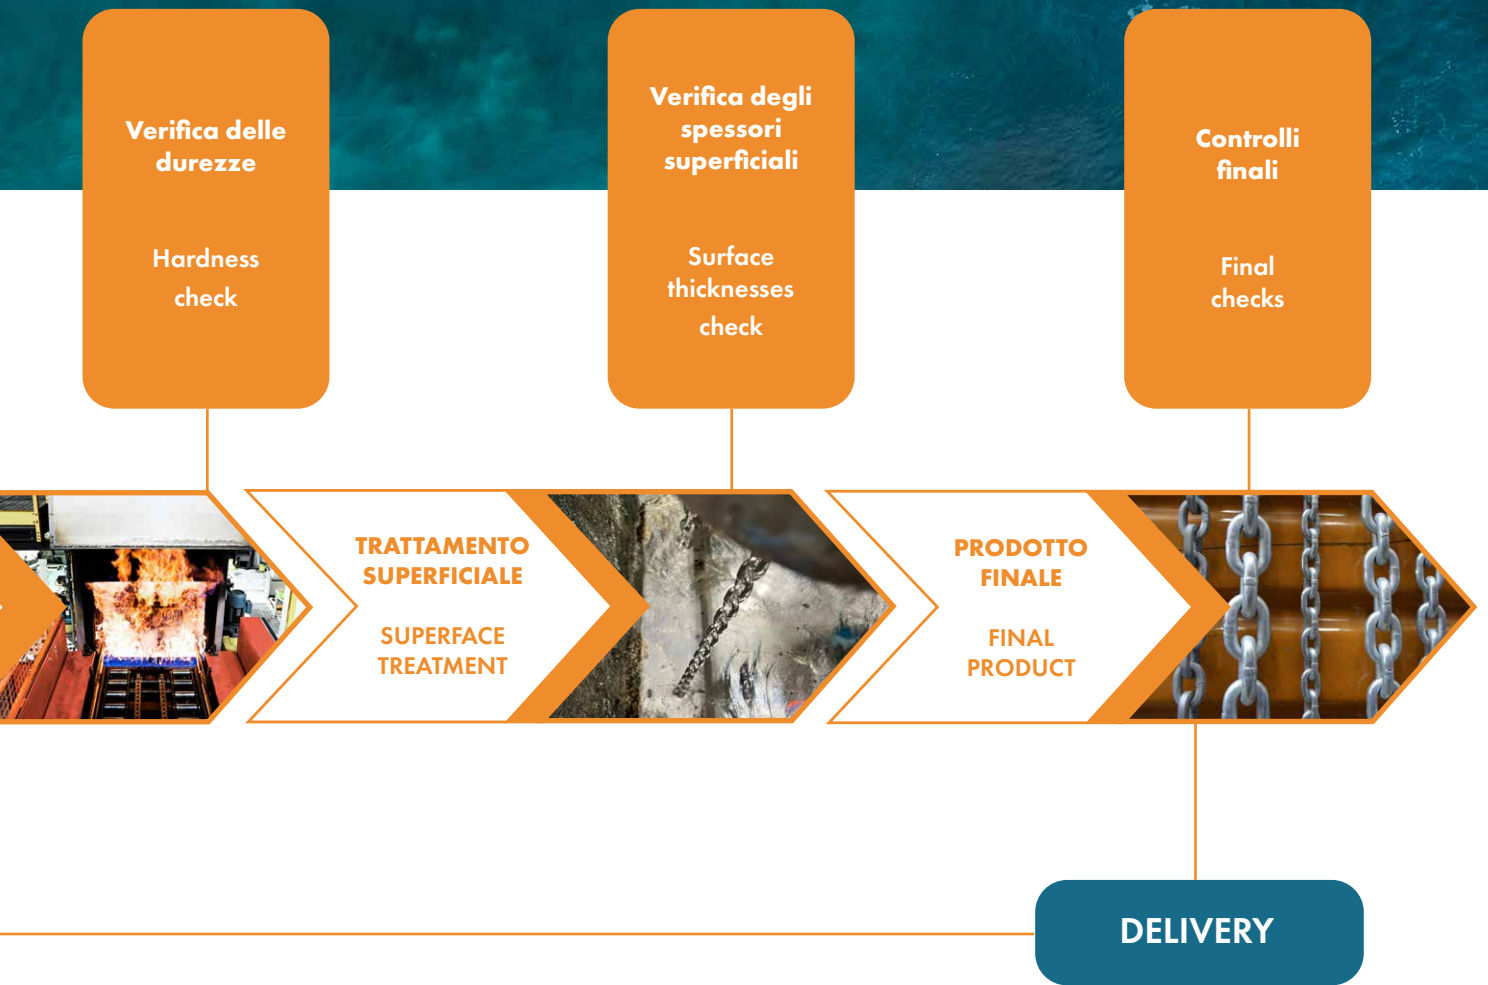 Verifica delle
durezze
Hardness
check
Verifica degli
spessori
superficiali
Surface
thicknesses
check
Controlli
finali
Final
checks
TRATTAMENTO
SUPERFICIALE
SUPERFACE
TREATMENT
PRODOTTO
FINALE
FINAL
PRODUCT
DELIVERY